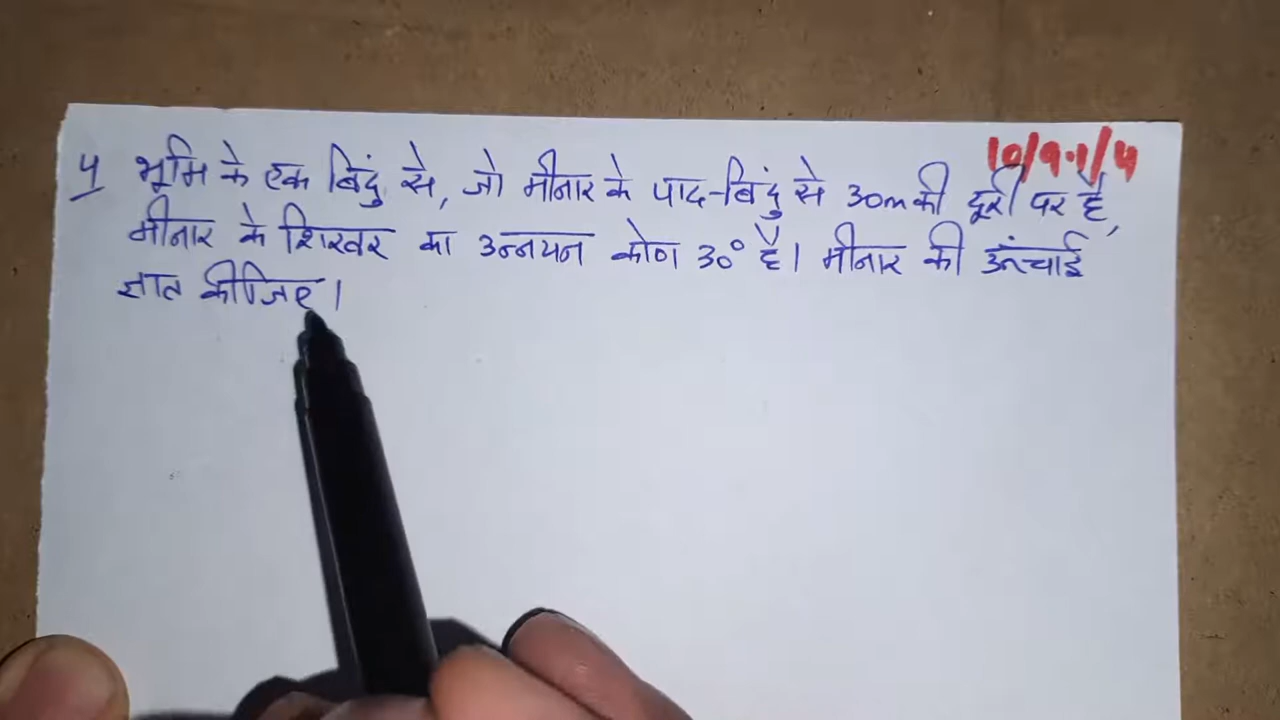 10/9.1/4
4 भूमि के एक बिंदु से, जो मीनार के पाद-बिंदु से 30m की दूरी पर है,
मीनार के शिखर का उन्नयन कोण 30° है। मीनार की ऊंचाई
ज्ञात कीजिए।